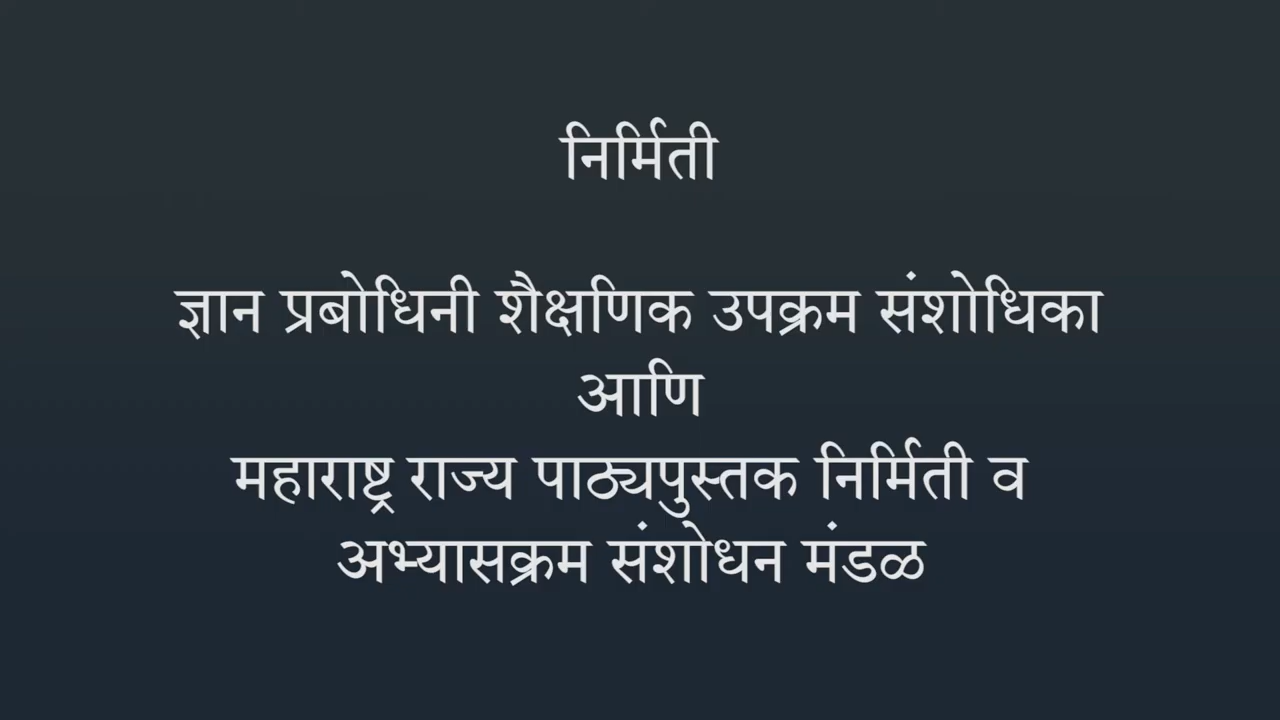 निर्मिती
ज्ञान प्रबोधिनी शैक्षणिक उपक्रम संशोधिका
आणि
महाराष्ट्र राज्य पाठ्यपुस्तक निर्मिती व
अभ्यासक्रम संशोधन मंडळ